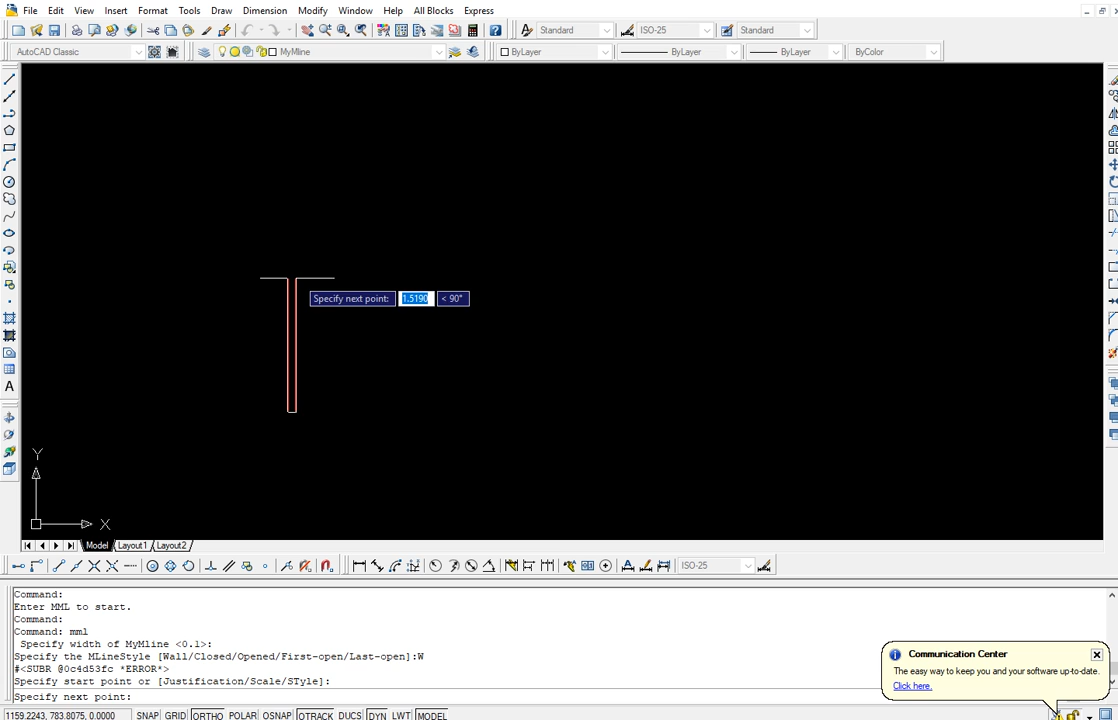 File Edit View Insert Format Tools Draw Dimension Modify Window Help All Blocks Express
Standard ISO-25 Standard
AutoCAD Classic MyMline ByLayer ByLayer ByLayer ByColor
A
Specify next point: 1.5190 < 90°
Y
X
Model Layout1 Layout2
ISO-25
Command:
Enter MML to start.
Command:
Command: mml
Specify width of MyMline <0.1>:
Specify the MLineStyle [Wall/Closed/Opened/First-open/Last-open]:W
#<SUBR @0c4d53fc *ERROR*>
Specify start point or [Justification/Scale/STyle]:
Specify next point:
Communication Center
The easy way to keep you and your software up-to-date.
Click here.
1159.2243, 783.8075, 0.0000 SNAP GRID ORTHO POLAR OSNAP OTRACK DUCS DYN LWT MODEL